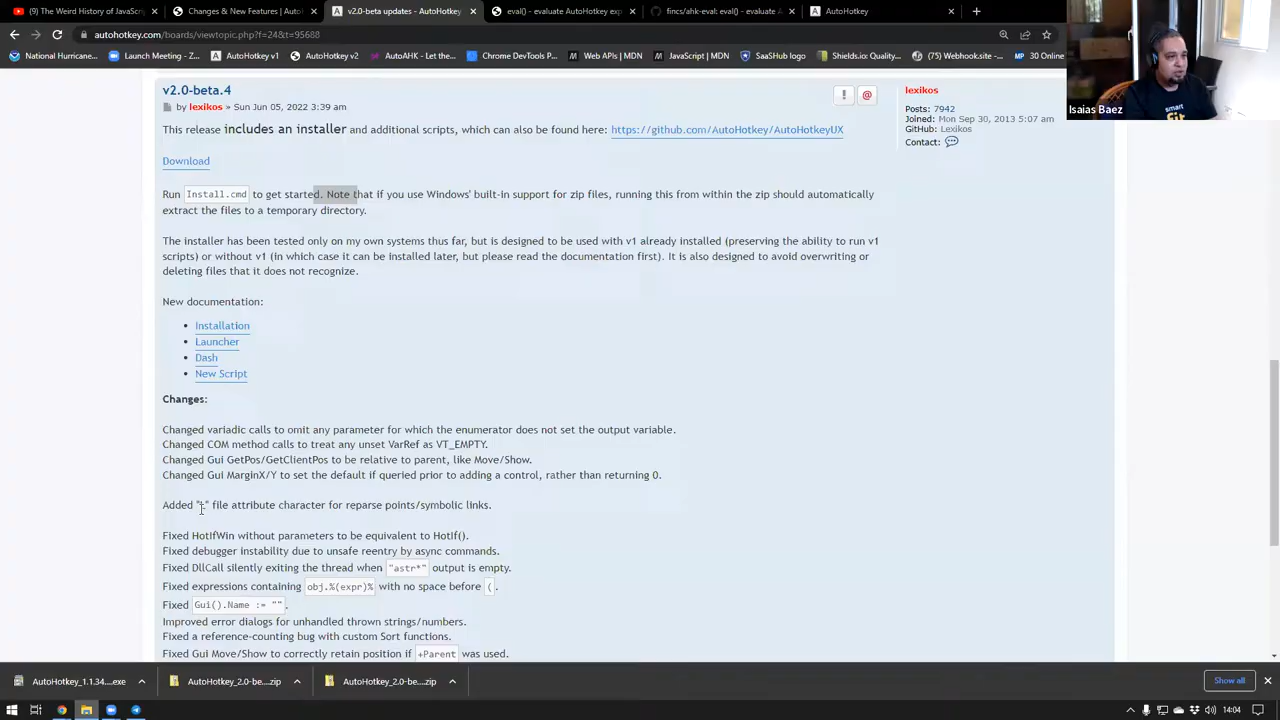 (9) The Weird History of JavaScr
Changes & New Features | AutoH
v2.0-beta updates - AutoHotkey
eval() - evaluate AutoHotkey exp
fincs/ahk-eval: eval() - evaluate A
AutoHotkey
autohotkey.com/boards/viewtopic.php?f=24&t=95688
National Hurricane...
Launch Meeting - Z...
AutoHotkey v1
AutoHotkey v2
AutoAHK | Let the...
Chrome DevTools P...
Web APIs | MDN
JavaScript | MDN
SaaSHub logo
Shields.io: Quality...
(75) Webhook.site -...
30 Online
Isaias Baez
smart
fit
v2.0-beta.4
by lexikos » Sun Jun 05, 2022 3:39 am
lexikos
Posts: 7942
Joined: Mon Sep 30, 2013 5:07 am
GitHub: Lexikos
Contact:
This release includes an installer and additional scripts, which can also be found here: https://github.com/AutoHotkey/AutoHotkeyUX
Download
Run Install.cmd to get started. Note that if you use Windows' built-in support for zip files, running this from within the zip should automatically
extract the files to a temporary directory.
The installer has been tested only on my own systems thus far, but is designed to be used with v1 already installed (preserving the ability to run v1
scripts) or without v1 (in which case it can be installed later, but please read the documentation first). It is also designed to avoid overwriting or
deleting files that it does not recognize.
New documentation:
Installation
Launcher
Dash
New Script
Changes:
Changed variadic calls to omit any parameter for which the enumerator does not set the output variable.
Changed COM method calls to treat any unset VarRef as VT_EMPTY.
Changed Gui GetPos/GetClientPos to be relative to parent, like Move/Show.
Changed Gui MarginX/Y to set the default if queried prior to adding a control, rather than returning 0.
Added "L" file attribute character for reparse points/symbolic links.
Fixed HotIfWin without parameters to be equivalent to HotIf().
Fixed debugger instability due to unsafe reentry by async commands.
Fixed DllCall silently exiting the thread when "astr*" output is empty.
Fixed expressions containing obj.%(expr)% with no space before (.
Fixed Gui().Name := "".
Improved error dialogs for unhandled thrown strings/numbers.
Fixed a reference-counting bug with custom Sort functions.
Fixed Gui Move/Show to correctly retain position if +Parent was used.
AutoHotkey_1.1.34....exe
AutoHotkey_2.0-be....zip
AutoHotkey_2.0-be....zip
Show all
14:04